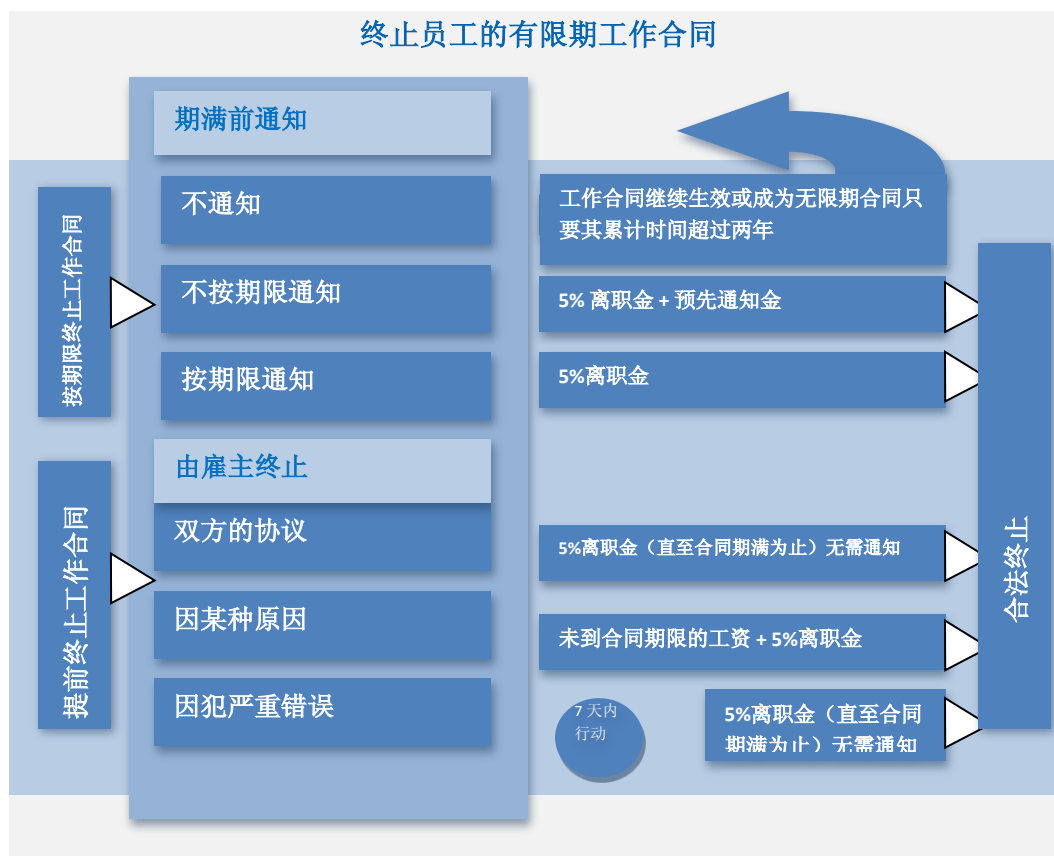 终止员工的有限期工作合同
期满前通知
按期限终止工作合同
不通知
工作合同继续生效或成为无限期合同只
要其累计时间超过两年
不按期限通知
5% 离职金 + 预先通知金
按期限通知
5%离职金
由雇主终止
提前终止工作合同
双方的协议
5%离职金（直至合同期满为止）无需通知
合法终止
因某种原因
未到合同期限的工资 + 5%离职金
因犯严重错误
7 天内
行动
5%离职金（直至合同
期满为止）无需通知